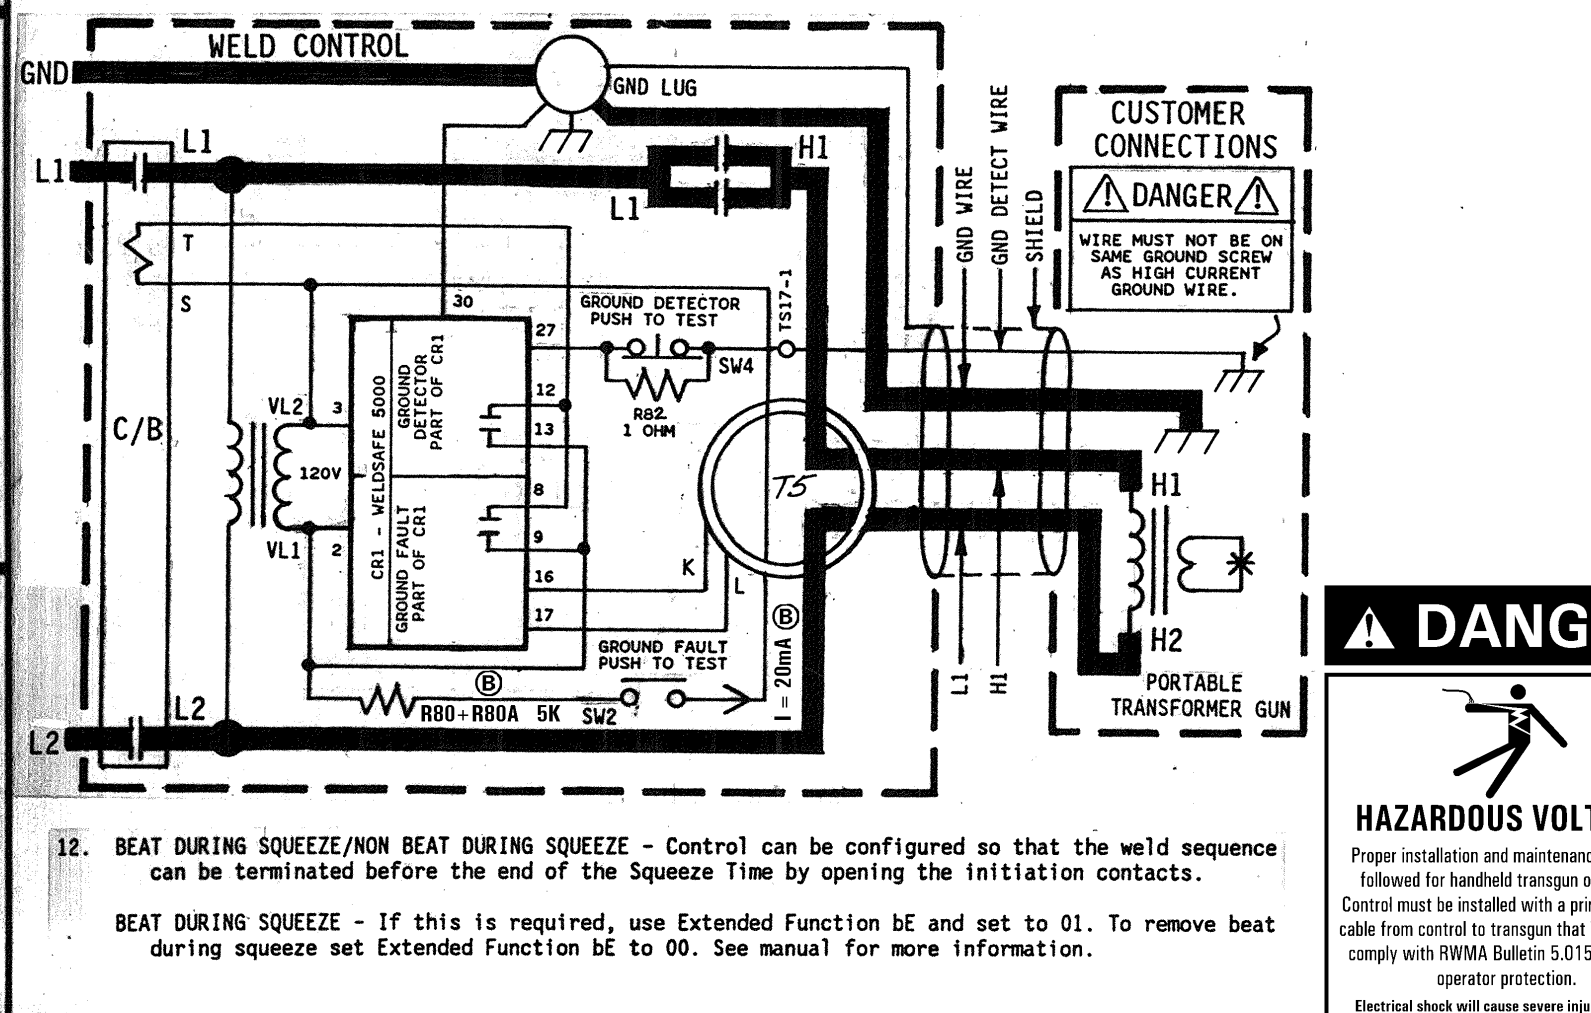 WELD CONTROL
GND
GND LUG
L1
L1
L1
H1
T
S
30
GROUND DETECTOR
PUSH TO TEST
27
SW4
TS17-1
R82
1 OHM
12
13
VL2
3
120V
C/B
CR1 - WELDSAFE 5000
GROUND
DETECTOR
PART OF CR1
GROUND FAULT
PART OF CR1
8
9
VL1
2
16
17
T5
K
L
GROUND FAULT
PUSH TO TEST
B
R80+R80A 5K
SW2
I = 20mA B
L2
L2
GND WIRE
GND DETECT WIRE
SHIELD
L1
H1
CUSTOMER
CONNECTIONS
DANGER
WIRE MUST NOT BE ON
SAME GROUND SCREW
AS HIGH CURRENT
GROUND WIRE.
H1
H2
PORTABLE
TRANSFORMER GUN
12. BEAT DURING SQUEEZE/NON BEAT DURING SQUEEZE - Control can be configured so that the weld sequence
can be terminated before the end of the Squeeze Time by opening the initiation contacts.
BEAT DURING SQUEEZE - If this is required, use Extended Function bE and set to 01. To remove beat
during squeeze set Extended Function bE to 00. See manual for more information.
DANG
HAZARDOUS VOLT
Proper installation and maintenanc
followed for handheld transgun o
Control must be installed with a pri
cable from control to transgun that
comply with RWMA Bulletin 5.015
operator protection.
Electrical shock will cause severe inju